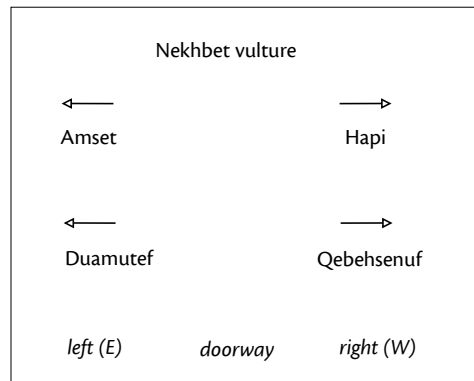 Nekhbet vulture
Amset Hapi
Duamutef Qebehsenuf
left (E) doorway right (W)